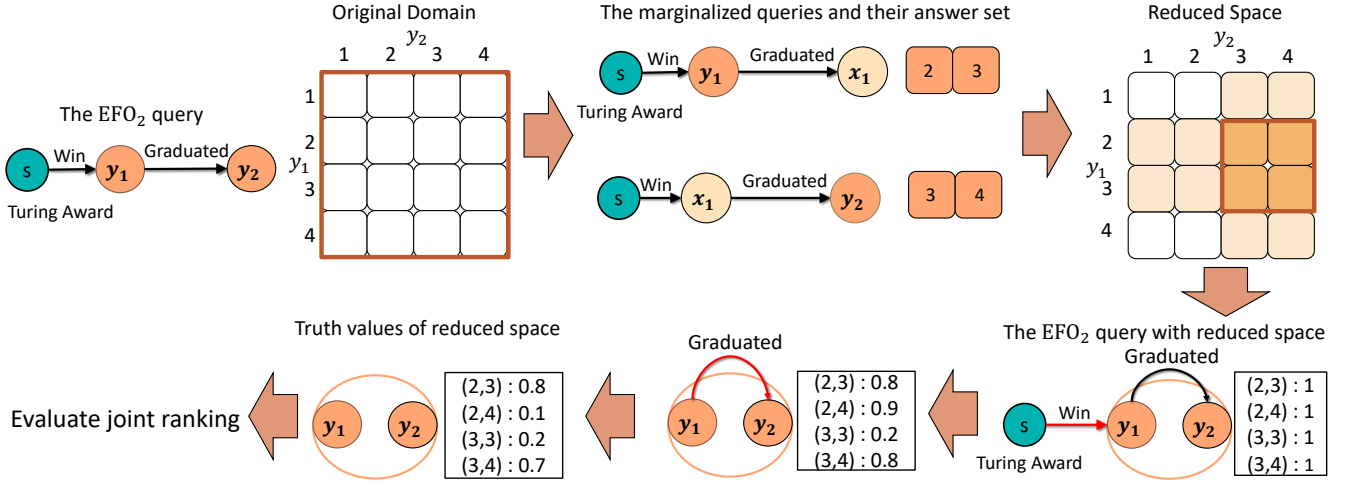 Original Domain
y₂
1 2 3 4
1
2
y₁
3
4
The EFO₂ query
s
Win
y₁
Graduated
y₂
Turing Award
The marginalized queries and their answer set
s
Win
y₁
Graduated
x₁
2 3
Turing Award
s
Win
x₁
Graduated
y₂
3 4
Turing Award
Reduced Space
y₂
1 2 3 4
1
2
y₁
3
4
The EFO₂ query with reduced space
Graduated
s
Win
y₁
y₂
Turing Award
(2,3) : 1
(2,4) : 1
(3,3) : 1
(3,4) : 1
Graduated
y₁
y₂
(2,3) : 0.8
(2,4) : 0.9
(3,3) : 0.2
(3,4) : 0.8
Truth values of reduced space
y₁
y₂
(2,3) : 0.8
(2,4) : 0.1
(3,3) : 0.2
(3,4) : 0.7
Evaluate joint ranking